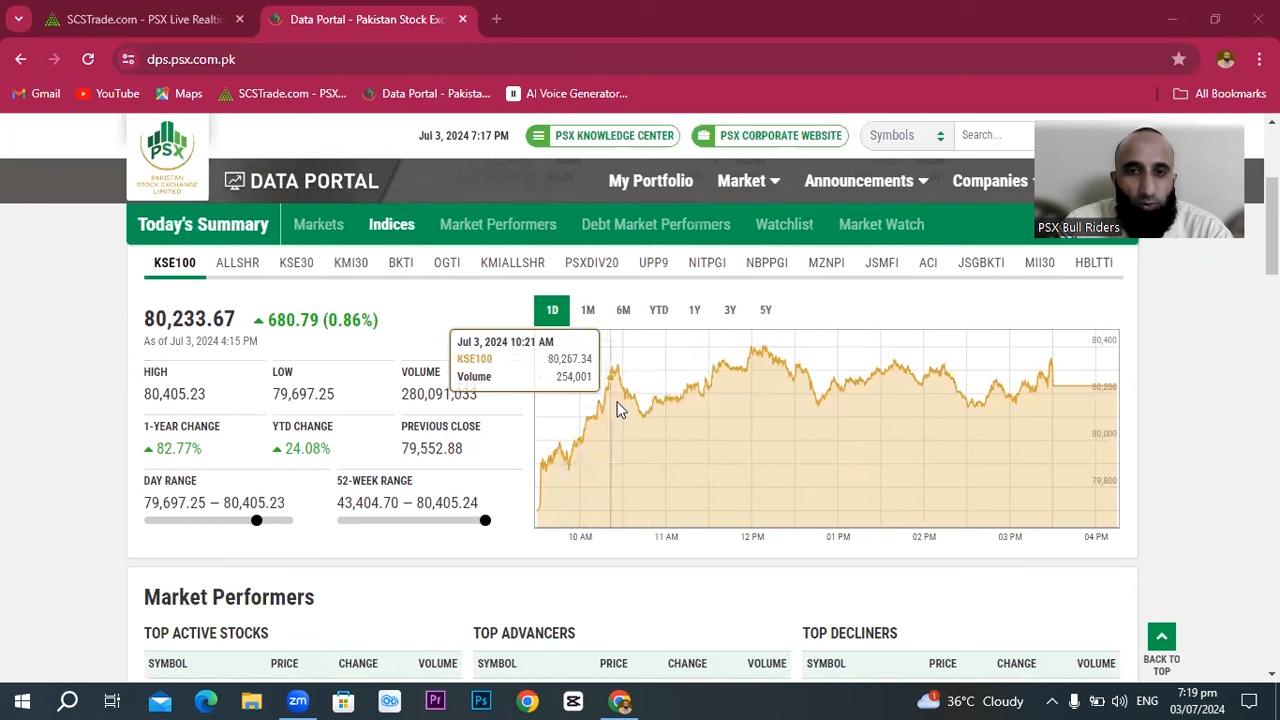 SCSTrade.com - PSX Live Realti
Data Portal - Pakistan Stock Exc
dps.psx.com.pk
Gmail
YouTube
Maps
SCSTrade.com - PSX...
Data Portal - Pakista...
AI Voice Generator...
All Bookmarks
PSX
PAKISTAN
STOCK EXCHANGE
LIMITED
Jul 3, 2024 7:17 PM
PSX KNOWLEDGE CENTER
PSX CORPORATE WEBSITE
Symbols
Search...
DATA PORTAL
My Portfolio
Market
Announcements
Companies
PSX Bull Riders
Today's Summary
Markets
Indices
Market Performers
Debt Market Performers
Watchlist
Market Watch
KSE100
ALLSHR
KSE30
KMI30
BKTI
OGTI
KMIALLSHR
PSXDIV20
UPP9
NITPGI
NBPPGI
MZNPI
JSMFI
ACI
JSGBKTI
MII30
HBLTTI
80,233.67
680.79 (0.86%)
As of Jul 3, 2024 4:15 PM
HIGH
80,405.23
LOW
79,697.25
VOLUME
280,091,033
1-YEAR CHANGE
82.77%
YTD CHANGE
24.08%
PREVIOUS CLOSE
79,552.88
DAY RANGE
79,697.25 — 80,405.23
52-WEEK RANGE
43,404.70 — 80,405.24
1D
1M
6M
YTD
1Y
3Y
5Y
Jul 3, 2024 10:21 AM
KSE100 80,267.34
Volume 254,001
80,400
80,200
80,000
79,800
10 AM
11 AM
12 PM
01 PM
02 PM
03 PM
04 PM
Market Performers
TOP ACTIVE STOCKS
SYMBOL PRICE CHANGE VOLUME
TOP ADVANCERS
SYMBOL PRICE CHANGE VOLUME
TOP DECLINERS
SYMBOL PRICE CHANGE VOLUME
BACK TO
TOP
zm
Pr
Ps
1
36°C Cloudy
ENG
7:19 pm
03/07/2024